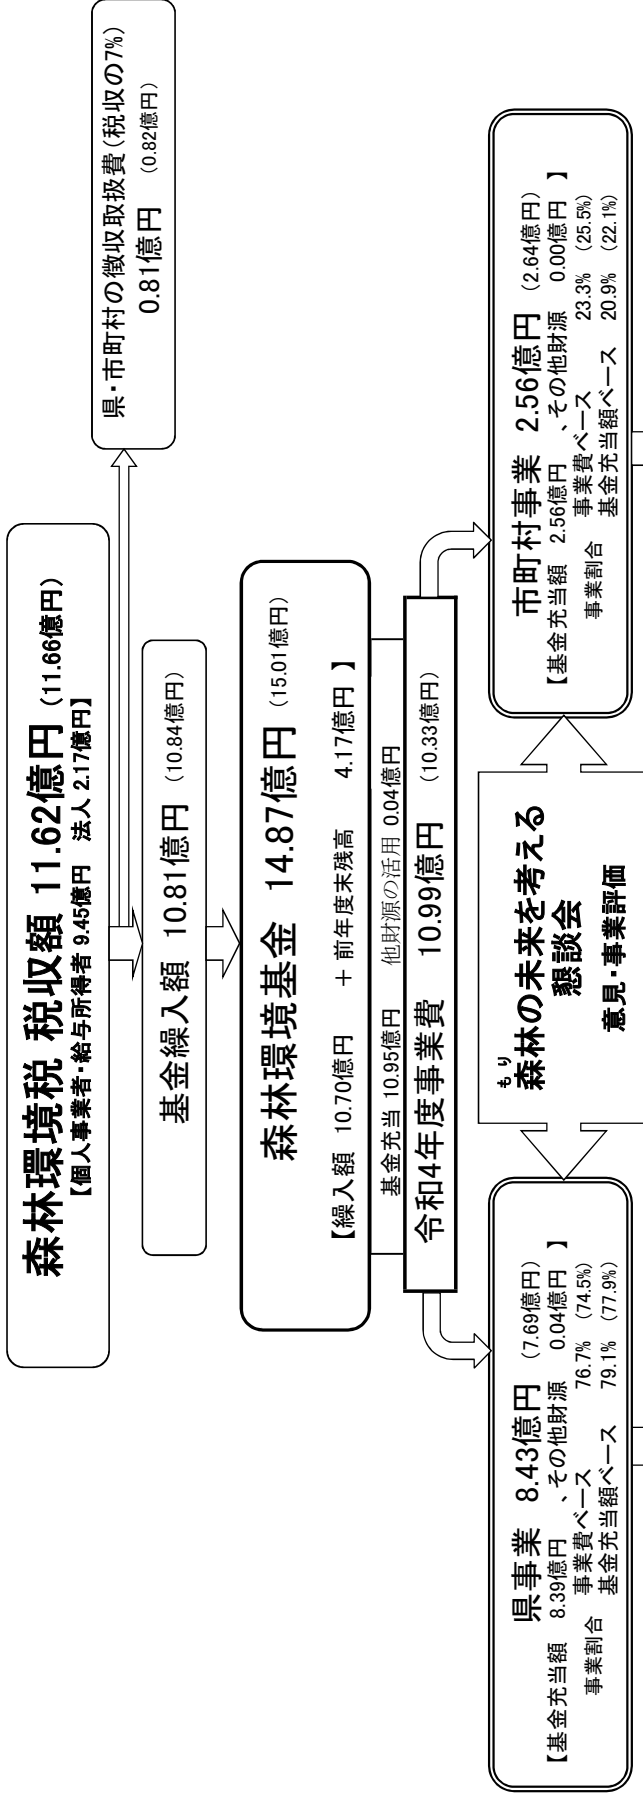 森林環境税 税収額 11.62億円 (11.66億円)
【個人事業者・給与所得者 9.45億円 法人 2.17億円】
県・市町村の徴収取扱費(税収の7%)
0.81億円 (0.82億円)
基金繰入額 10.81億円 (10.84億円)
森林環境基金 14.87億円 (15.01億円)
【繰入額 10.70億円 + 前年度末残高 4.17億円 】
基金充当 10.95億円 他財源の活用 0.04億円
令和4年度事業費 10.99億円 (10.33億円)
県事業 8.43億円 (7.69億円)
【基金充当額 8.39億円 、その他財源 0.04億円 】
事業割合 事業費ベース 76.7% (74.5%)
基金充当額ベース 79.1% (77.9%)
もり
森林の未来を考える
懇談会
意見・事業評価
市町村事業 2.56億円 (2.64億円)
【基金充当額 2.56億円 、その他財源 0.00億円 】
事業割合 事業費ベース 23.3% (25.5%)
基金充当額ベース 20.9% (22.1%)